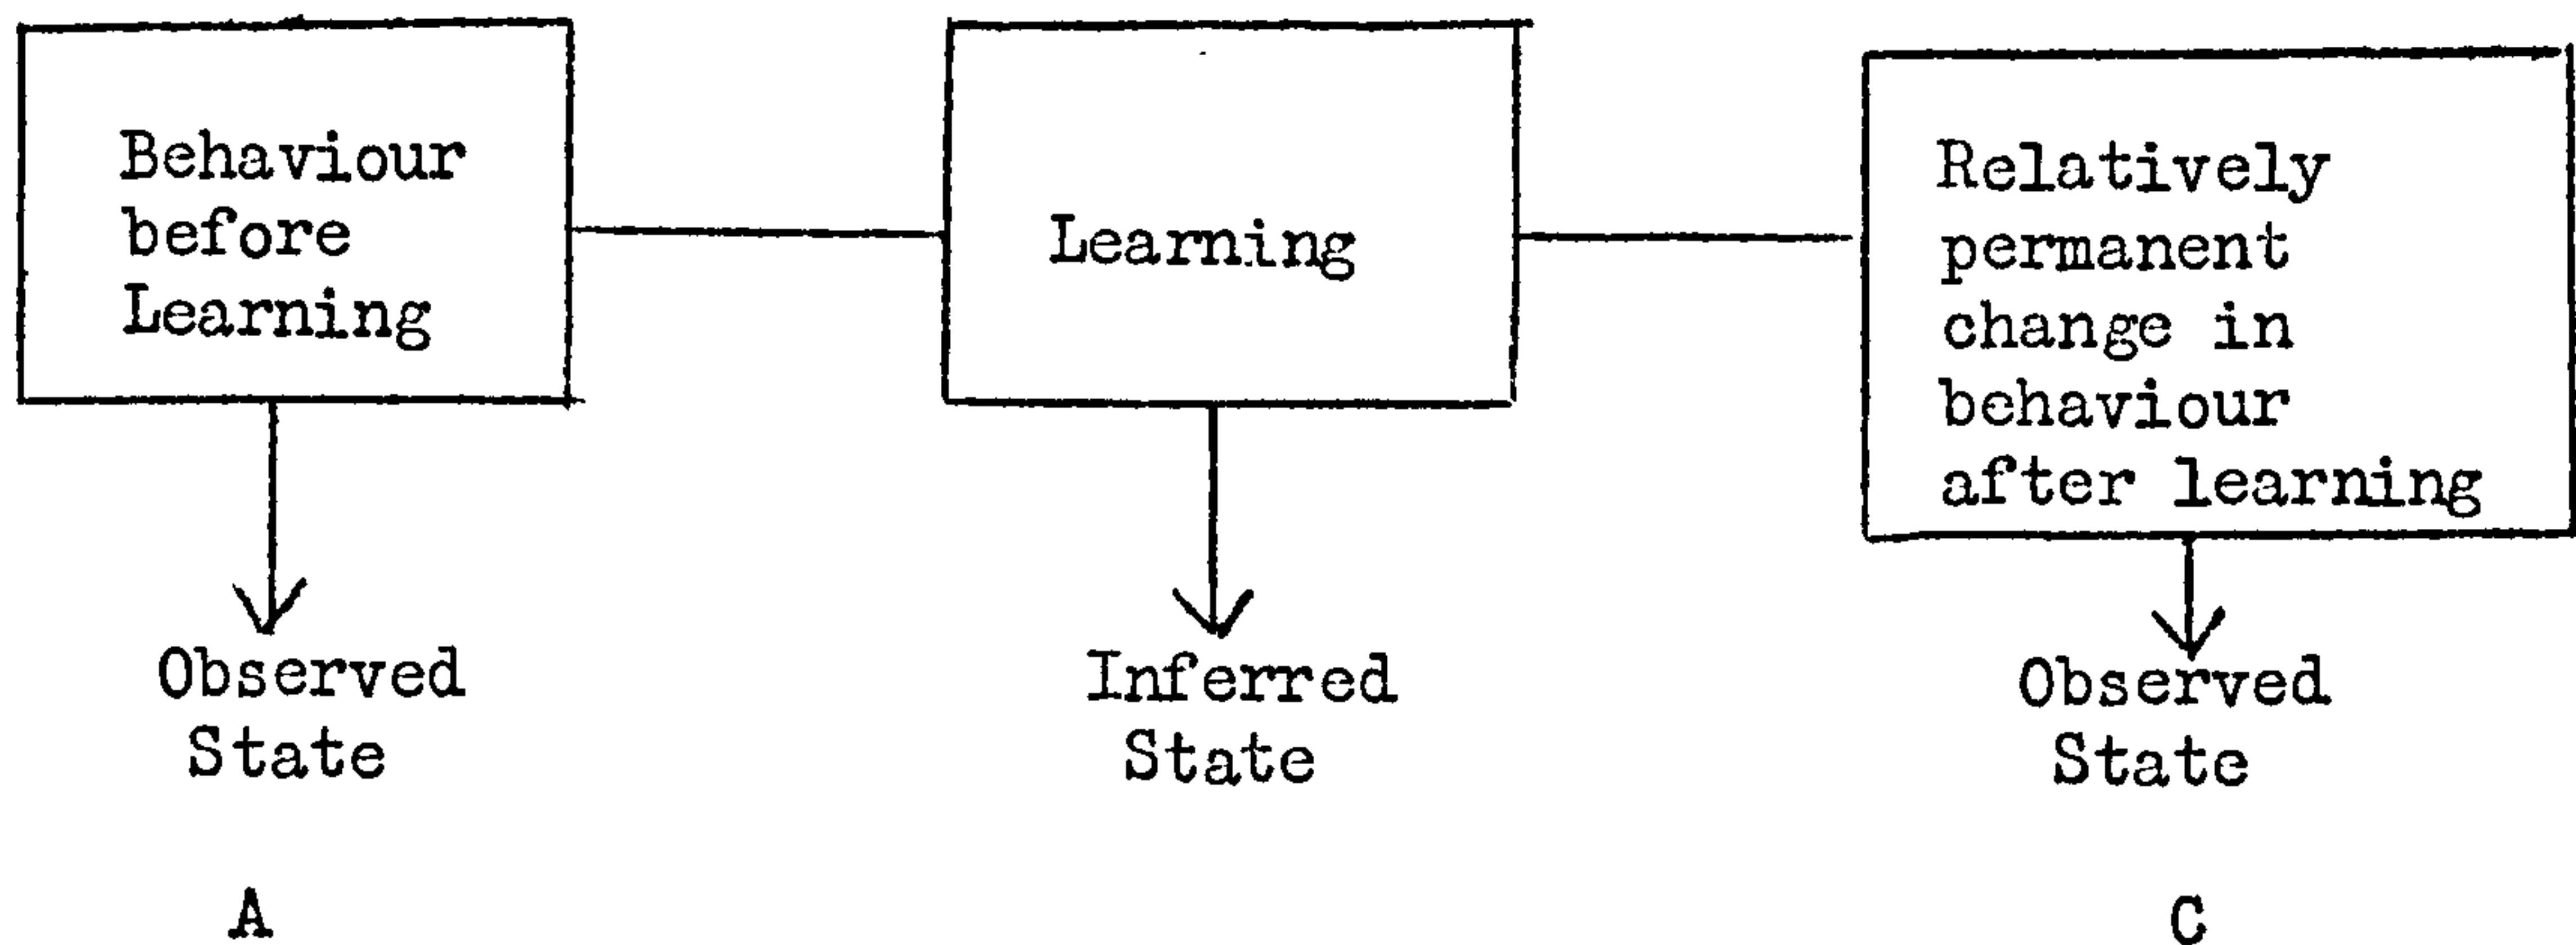 Behaviour
before
Learning
Learning
Relatively
permanent
change in
behaviour
after learning
Observed
State
Inferred
State
Observed
State
A
C